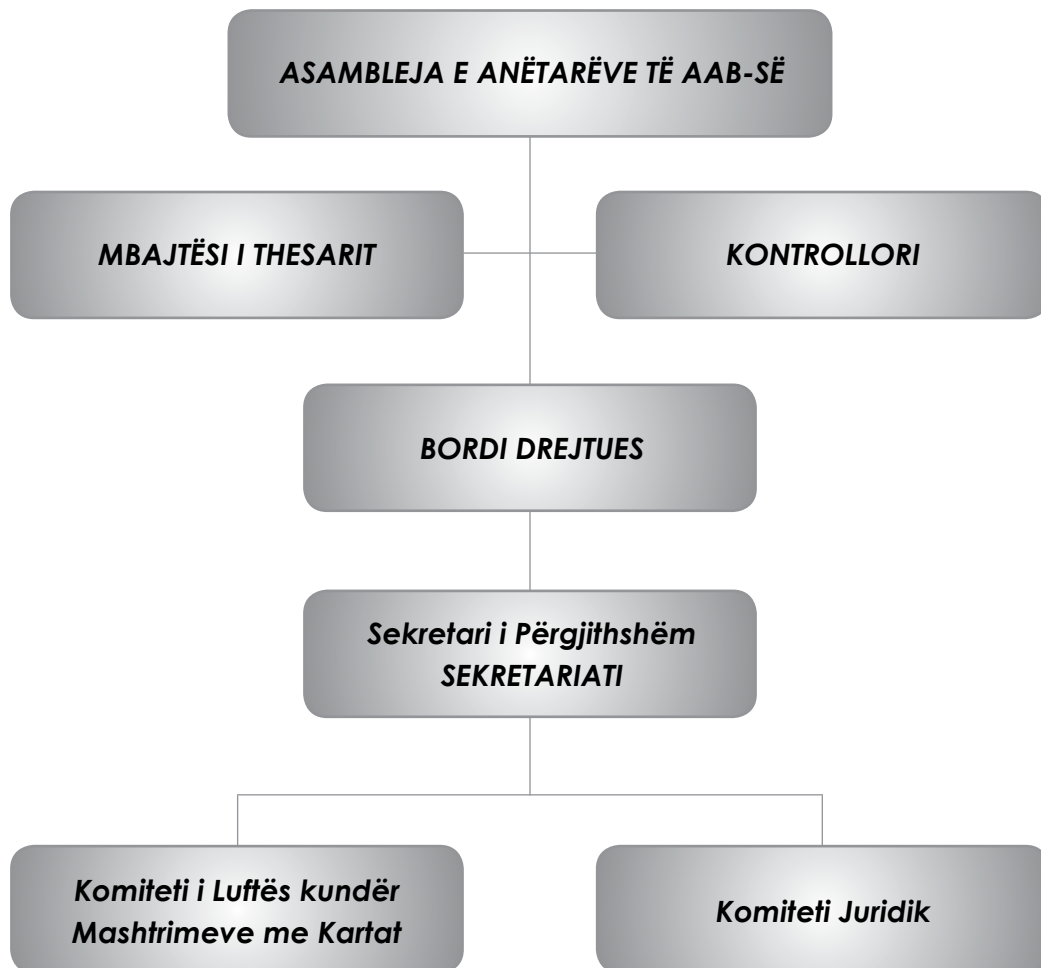 ASAMBLEJA E ANËTARËVE TË AAB-SË
MBAJTËSI I THESARIT
KONTROLLORI
BORDI DREJTUES
Sekretari i Përgjithshëm
SEKRETARIATI
Komiteti i Luftës kundër
Mashtrimeve me Kartat
Komiteti Juridik